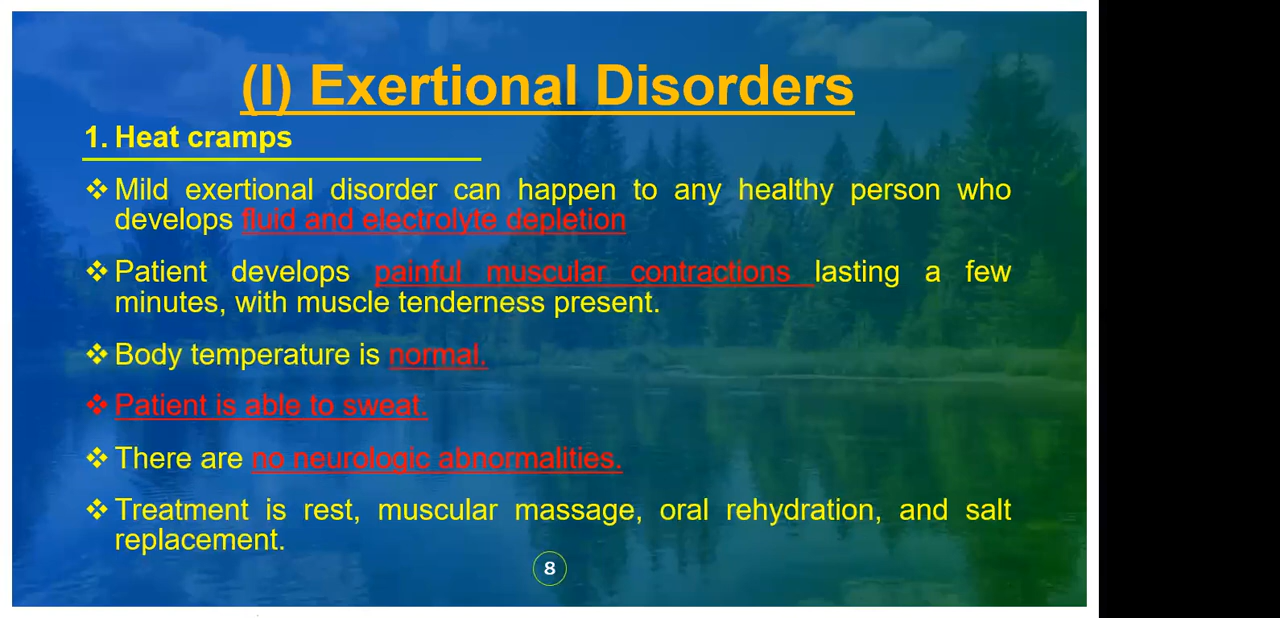 (I) Exertional Disorders
1. Heat cramps
❖ Mild exertional disorder can happen to any healthy person who
develops fluid and electrolyte depletion
❖ Patient develops painful muscular contractions lasting a few
minutes, with muscle tenderness present.
❖ Body temperature is normal.
❖ Patient is able to sweat.
❖ There are no neurologic abnormalities.
❖ Treatment is rest, muscular massage, oral rehydration, and salt
replacement.
8